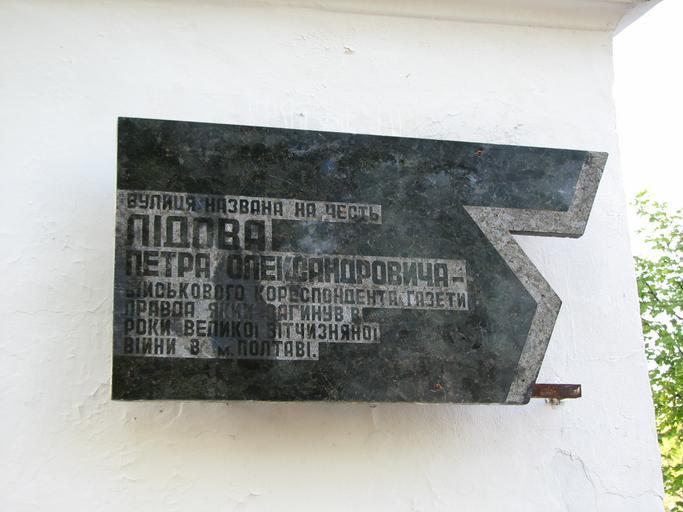 ВУЛИЦЯ НАЗВАНА НА ЧЕСТЬ
ЛІДОВА
ПЕТРА ОЛЕКСАНДРОВИЧА-
ВІЙСЬКОВОГО КОРЕСПОНДЕНТА ГАЗЕТИ
ПРАВДА ЯКИЙ ЗАГИНУВ В
РОКИ ВЕЛИКОЇ ВІТЧИЗНЯНОЇ
ВІЙНИ В м. ПОЛТАВІ.